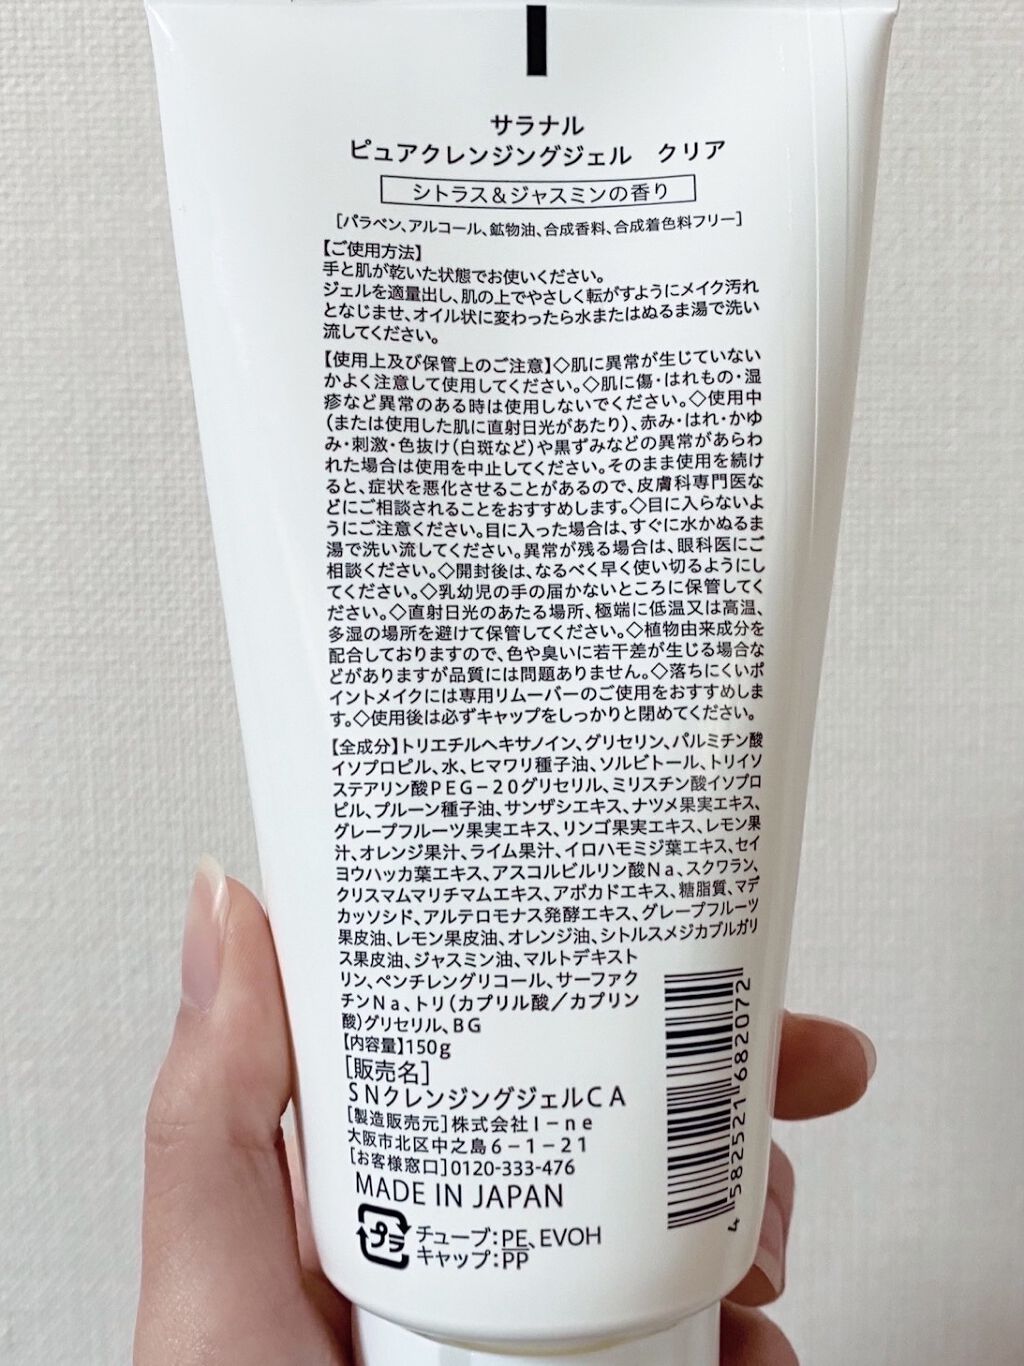 サラナル
ピュアクレンジングジェル　クリア
シトラス＆ジャスミンの香り
［パラベン、アルコール、鉱物油、合成香料、合成着色料フリー］
【ご使用方法】
手と肌が乾いた状態でお使いください。
ジェルを適量出し、肌の上でやさしく転がすようにメイク汚れ
となじませ、オイル状に変わったら水またはぬるま湯で洗い
流してください。
【使用上及び保管上のご注意】◇肌に異常が生じていない
かよく注意して使用してください。◇肌に傷・はれもの・湿
疹など異常のある時は使用しないでください。◇使用中
（または使用した肌に直射日光があたり）、赤み・はれ・かゆ
み・刺激・色抜け（白斑など）や黒ずみなどの異常があらわ
れた場合は使用を中止してください。そのまま使用を続け
ると、症状を悪化させることがあるので、皮膚科専門医な
どにご相談されることをおすすめします。◇目に入らないよ
うにご注意ください。目に入った場合は、すぐに水かぬるま
湯で洗い流してください。異常が残る場合は、眼科医にご
相談ください。◇開封後は、なるべく早く使い切るようにし
てください。◇乳幼児の手の届かないところに保管してく
ださい。◇直射日光のあたる場所、極端に低温又は高温、
多湿の場所を避けて保管してください。◇植物由来成分を
配合しておりますので、色や臭いに若干差が生じる場合な
どがありますが品質には問題ありません。◇落ちにくいポ
イントメイクには専用リムーバーのご使用をおすすめしま
す。◇使用後は必ずキャップをしっかりと閉めてください。
【全成分】トリエチルヘキサノイン、グリセリン、パルミチン酸
イソプロピル、水、ヒマワリ種子油、ソルビトール、トリイソ
ステアリン酸ＰＥＧ－２０グリセリル、ミリスチン酸イソプロ
ピル、プルーン種子油、サンザシエキス、ナツメ果実エキス、
グレープフルーツ果実エキス、リンゴ果実エキス、レモン果
汁、オレンジ果汁、ライム果汁、イロハモミジ葉エキス、セイ
ヨウハッカ葉エキス、アスコルビルリン酸Ｎａ、スクワラン、
クリスマムマリチマムエキス、アボカドエキス、糖脂質、マデ
カッソシド、アルテロモナス発酵エキス、グレープフルーツ
果皮油、レモン果皮油、オレンジ油、シトルスメジカブルガリ
ス果皮油、ジャスミン油、マルトデキスト
リン、ペンチレングリコール、サーファク
チンＮａ、トリ（カプリル酸／カプリン
酸）グリセリル、ＢＧ
【内容量】150g
［販売名］
ＳＮクレンジングジェルＣＡ
［製造販売元］株式会社Ｉ－ｎｅ
大阪市北区中之島６－１－２１
［お客様窓口］0120-333-476
MADE IN JAPAN
プラ
チューブ：PE、EVOH
キャップ：PP
4 582521 682072